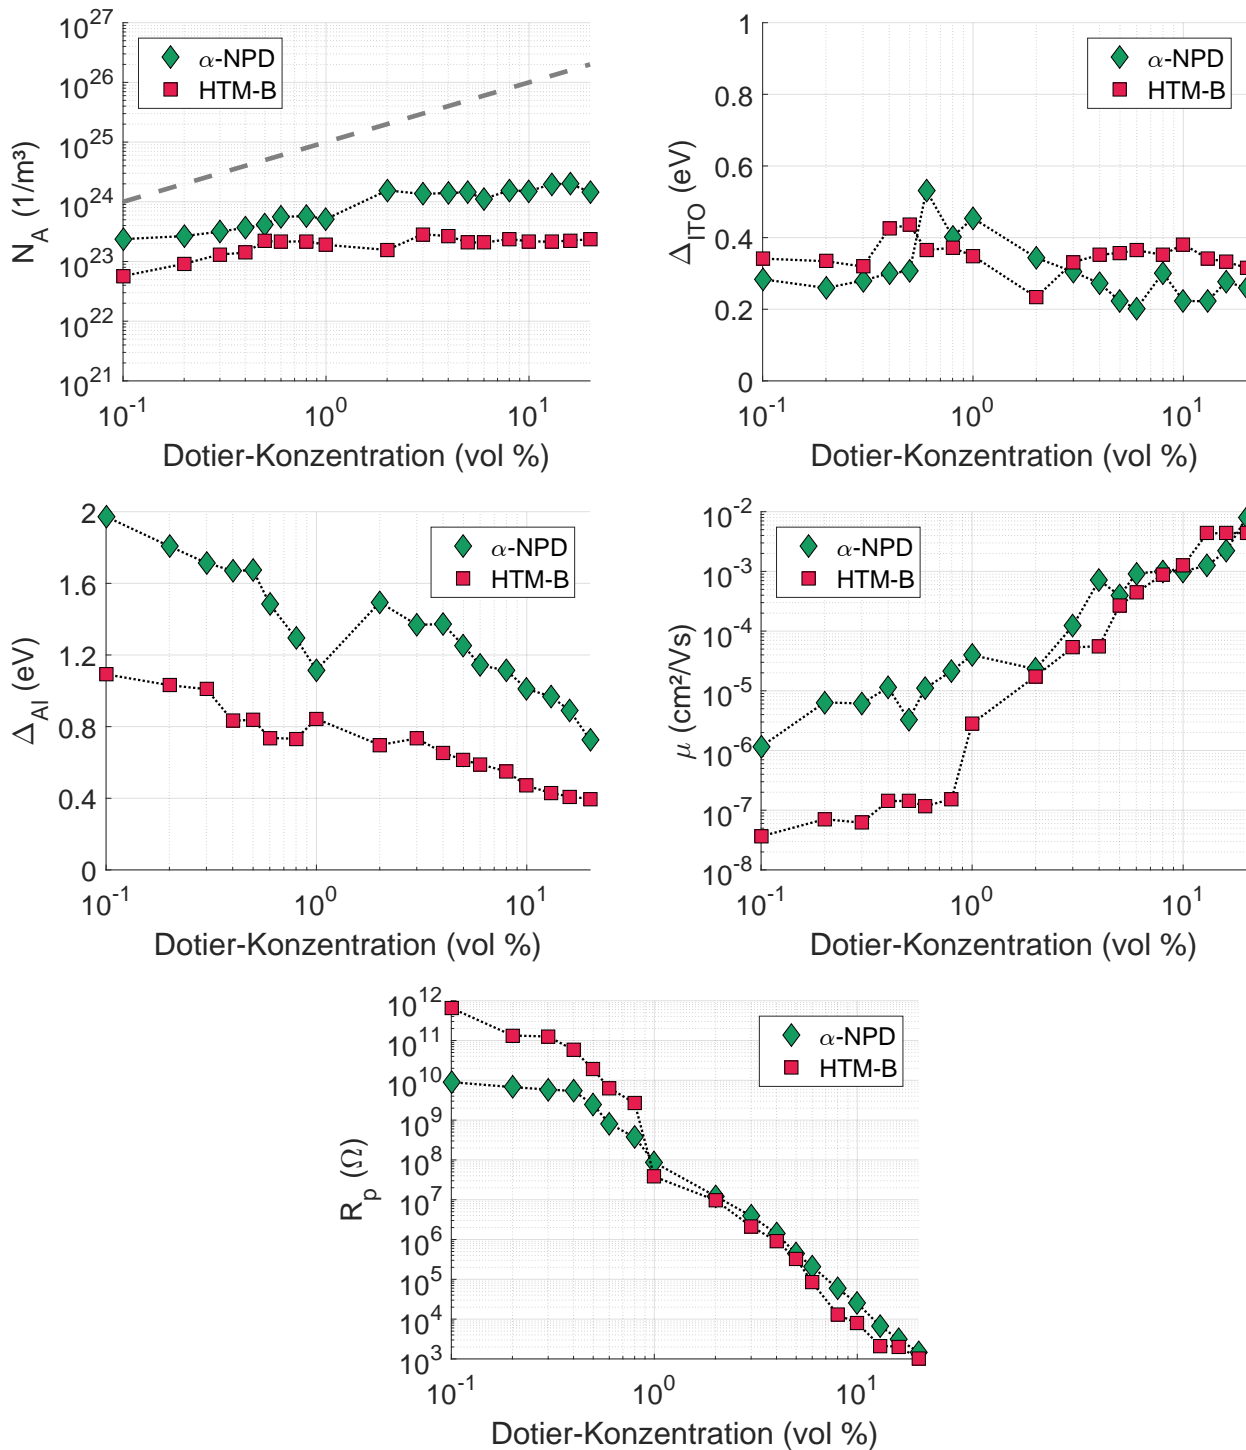 10^27
10^26
10^25
10^24
10^23
10^22
10^21
N_A (1/m³)
α-NPD
HTM-B
10^-1 10^0 10^1
Dotier-Konzentration (vol %)
1
0.8
0.6
0.4
0.2
0
Δ_ITO (eV)
α-NPD
HTM-B
10^-1 10^0 10^1
Dotier-Konzentration (vol %)
2
1.6
1.2
0.8
0.4
0
Δ_Al (eV)
α-NPD
HTM-B
10^-1 10^0 10^1
Dotier-Konzentration (vol %)
10^-2
10^-3
10^-4
10^-5
10^-6
10^-7
10^-8
μ (cm²/Vs)
α-NPD
HTM-B
10^-1 10^0 10^1
Dotier-Konzentration (vol %)
10^12
10^11
10^10
10^9
10^8
10^7
10^6
10^5
10^4
10^3
R_p (Ω)
α-NPD
HTM-B
10^-1 10^0 10^1
Dotier-Konzentration (vol %)